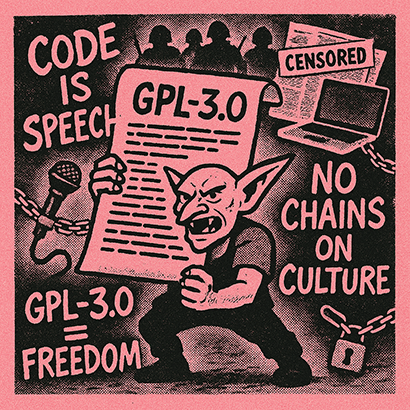 CODE
IS
SPEECH
GPL-3.0
CENSORED
NO
CHAINS
ON
CULTURE
GPL-3.0
=
FREEDOM